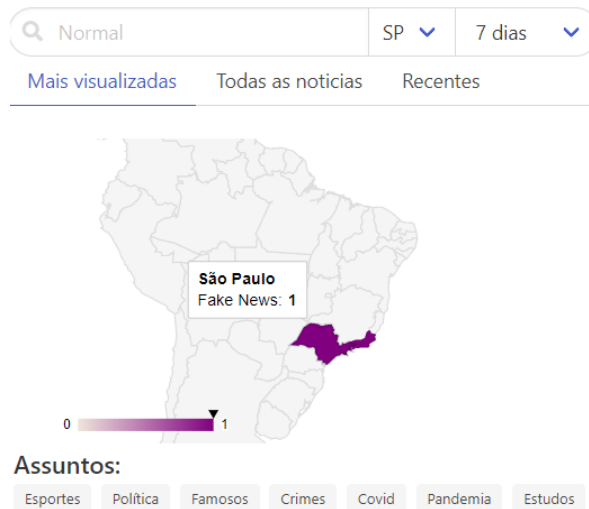 Normal SP 7 dias
Mais visualizadas Todas as noticias Recentes
São Paulo
Fake News: 1
0 1
Assuntos:
Esportes Política Famosos Crimes Covid Pandemia Estudos